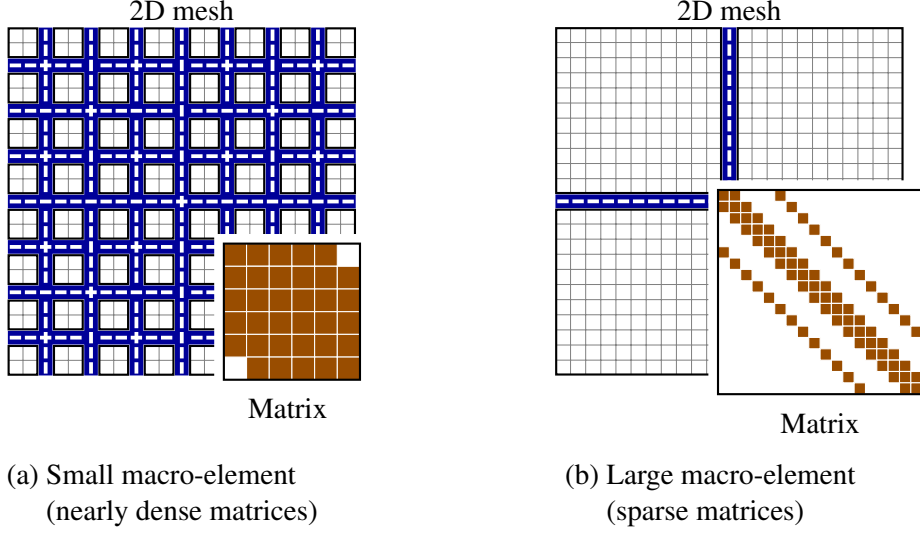 2D mesh
2D mesh
Matrix
Matrix
(a) Small macro-element
(nearly dense matrices)
(b) Large macro-element
(sparse matrices)